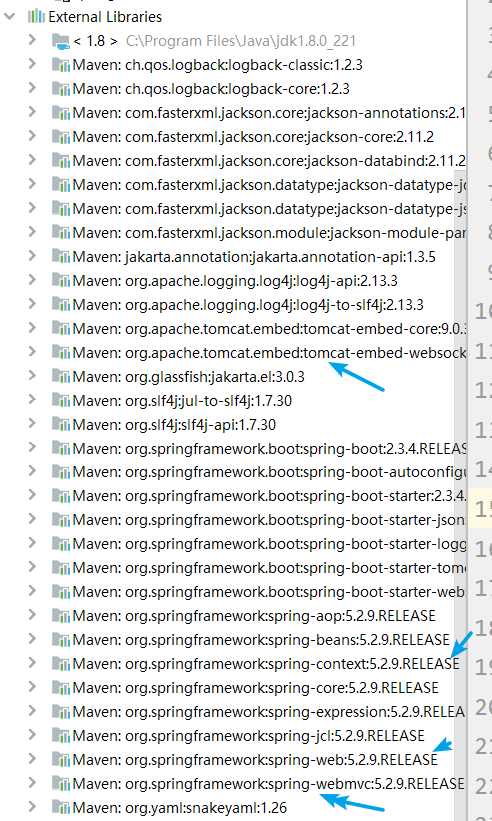 External Libraries
< 1.8 > C:\Program Files\Java\jdk1.8.0_221
Maven: ch.qos.logback:logback-classic:1.2.3
Maven: ch.qos.logback:logback-core:1.2.3
Maven: com.fasterxml.jackson.core:jackson-annotations:2.1
Maven: com.fasterxml.jackson.core:jackson-core:2.11.2
Maven: com.fasterxml.jackson.core:jackson-databind:2.11.2
Maven: com.fasterxml.jackson.datatype:jackson-datatype-jd
Maven: com.fasterxml.jackson.datatype:jackson-datatype-js
Maven: com.fasterxml.jackson.module:jackson-module-par
Maven: jakarta.annotation:jakarta.annotation-api:1.3.5
Maven: org.apache.logging.log4j:log4j-api:2.13.3
Maven: org.apache.logging.log4j:log4j-to-slf4j:2.13.3
Maven: org.apache.tomcat.embed:tomcat-embed-core:9.0.3
Maven: org.apache.tomcat.embed:tomcat-embed-websock
Maven: org.glassfish:jakarta.el:3.0.3
Maven: org.slf4j:jul-to-slf4j:1.7.30
Maven: org.slf4j:slf4j-api:1.7.30
Maven: org.springframework.boot:spring-boot:2.3.4.RELEASE
Maven: org.springframework.boot:spring-boot-autoconfigu
Maven: org.springframework.boot:spring-boot-starter:2.3.4.
Maven: org.springframework.boot:spring-boot-starter-json:
Maven: org.springframework.boot:spring-boot-starter-logg
Maven: org.springframework.boot:spring-boot-starter-tomc
Maven: org.springframework.boot:spring-boot-starter-web:
Maven: org.springframework:spring-aop:5.2.9.RELEASE
Maven: org.springframework:spring-beans:5.2.9.RELEASE
Maven: org.springframework:spring-context:5.2.9.RELEASE
Maven: org.springframework:spring-core:5.2.9.RELEASE
Maven: org.springframework:spring-expression:5.2.9.RELEA
Maven: org.springframework:spring-jcl:5.2.9.RELEASE
Maven: org.springframework:spring-web:5.2.9.RELEASE
Maven: org.springframework:spring-webmvc:5.2.9.RELEASE
Maven: org.yaml:snakeyaml:1.26
3
4
5
6
7
8
9
10
11
12
13
14
15
16
17
18
19
20
21
22